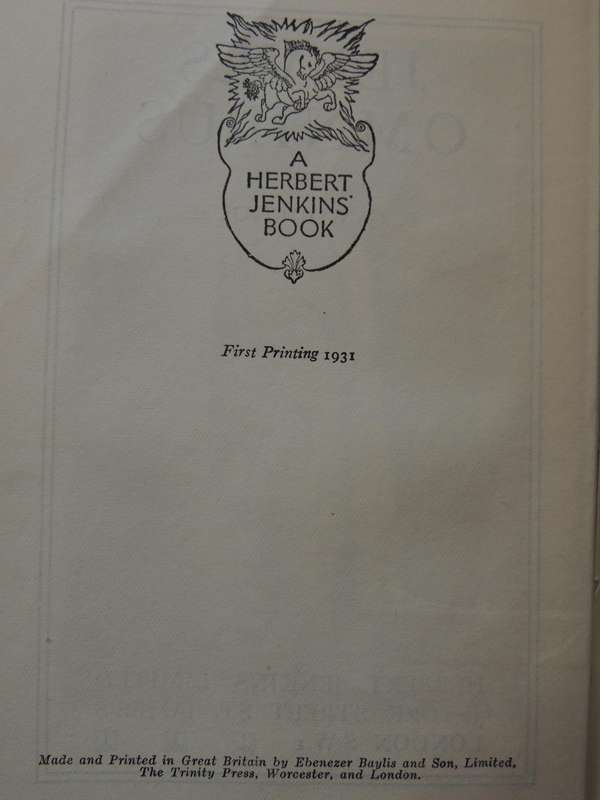 A
HERBERT
JENKINS'
BOOK
First Printing 1931
Made and Printed in Great Britain by Ebenezer Baylis and Son, Limited,
The Trinity Press, Worcester, and London.